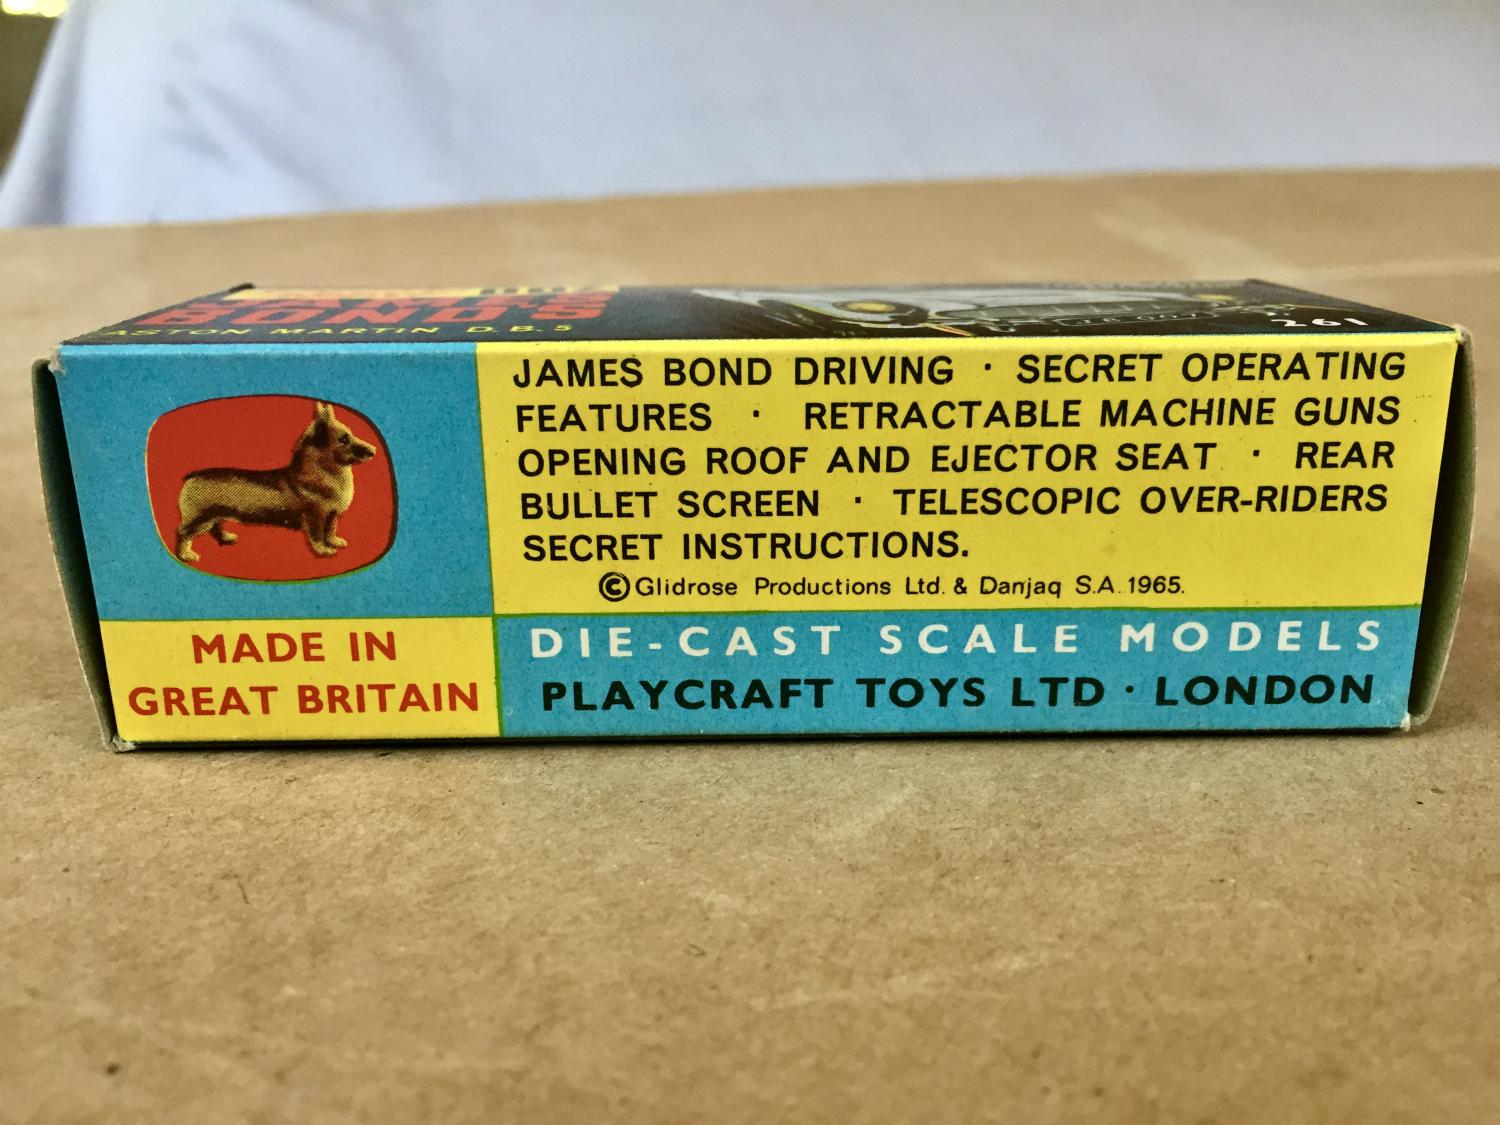 007
JAMES
BOND'S
ASTON MARTIN D.B.5
261
JAMES BOND DRIVING · SECRET OPERATING
FEATURES · RETRACTABLE MACHINE GUNS
OPENING ROOF AND EJECTOR SEAT · REAR
BULLET SCREEN · TELESCOPIC OVER-RIDERS
SECRET INSTRUCTIONS.
©Glidrose Productions Ltd. & Danjaq S.A. 1965.
MADE IN
GREAT BRITAIN
DIE-CAST SCALE MODELS
PLAYCRAFT TOYS LTD · LONDON